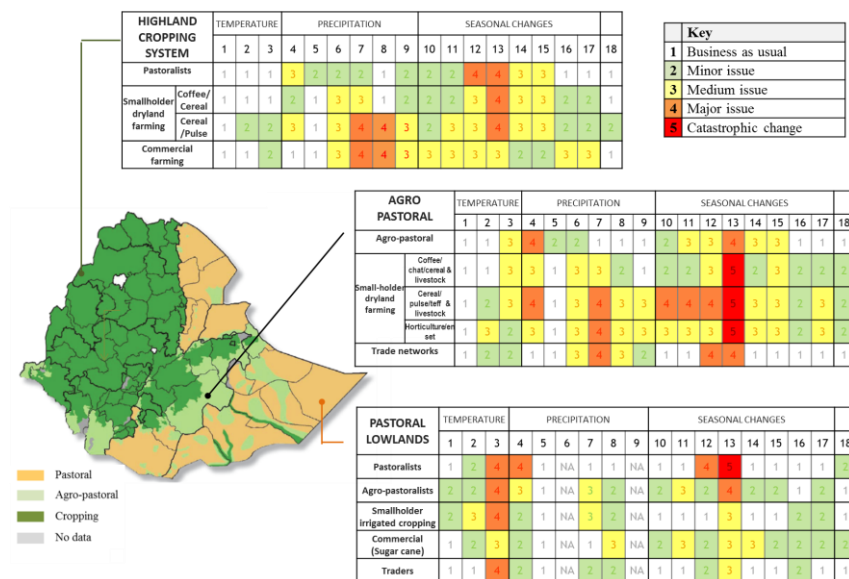 HIGHLAND CROPPING SYSTEM TEMPERATURE PRECIPITATION SEASONAL CHANGES
1 2 3 4 5 6 7 8 9 10 11 12 13 14 15 16 17 18
Pastoralists 1 1 1 3 2 2 2 1 2 2 2 4 4 3 3 1 1 1
Smallholder dryland farming
Coffee/ Cereal 1 1 1 2 1 3 3 1 2 2 2 3 4 3 3 2 2 1
Cereal /Pulse 1 2 2 3 1 3 4 4 3 2 3 3 4 3 3 2 2 2
Commercial farming 1 1 2 1 1 3 4 4 3 3 3 3 3 2 2 3 3 1
Key
1 Business as usual
2 Minor issue
3 Medium issue
4 Major issue
5 Catastrophic change
AGRO PASTORAL TEMPERATURE PRECIPITATION SEASONAL CHANGES
1 2 3 4 5 6 7 8 9 10 11 12 13 14 15 16 17 18
Agro-pastoral 1 1 3 4 2 2 1 1 1 2 3 3 4 3 3 1 1 1
Small-holder dryland farming
Coffee/ chat/cereal & livestock 1 1 3 3 1 3 3 2 1 2 2 3 5 2 3 2 2 2
Cereal/ pulse/teff & livestock 1 2 3 4 1 3 4 3 3 4 4 4 5 3 3 2 3 2
Horticulture/en set 1 3 2 3 1 3 4 3 3 3 3 3 5 3 3 2 3 2
Trade networks 1 2 2 1 1 3 4 3 2 1 1 4 4 1 1 1 1 1
PASTORAL LOWLANDS TEMPERATURE PRECIPITATION SEASONAL CHANGES
1 2 3 4 5 6 7 8 9 10 11 12 13 14 15 16 17 18
Pastoralists 1 2 4 4 1 NA 1 1 NA 1 1 4 5 1 1 1 1 2
Agro-pastoralists 2 2 4 3 1 NA 3 2 NA 2 3 2 4 2 2 1 2 1
Smallholder irrigated cropping 2 3 4 2 1 NA 3 2 NA 1 1 1 3 1 1 2 2 1
Commercial (Sugar cane) 1 2 3 2 1 NA 1 3 NA 2 3 2 3 3 2 2 2 2
Traders 1 1 4 2 1 NA 2 2 NA 1 1 2 3 2 1 2 1 1
Pastoral
Agro-pastoral
Cropping
No data